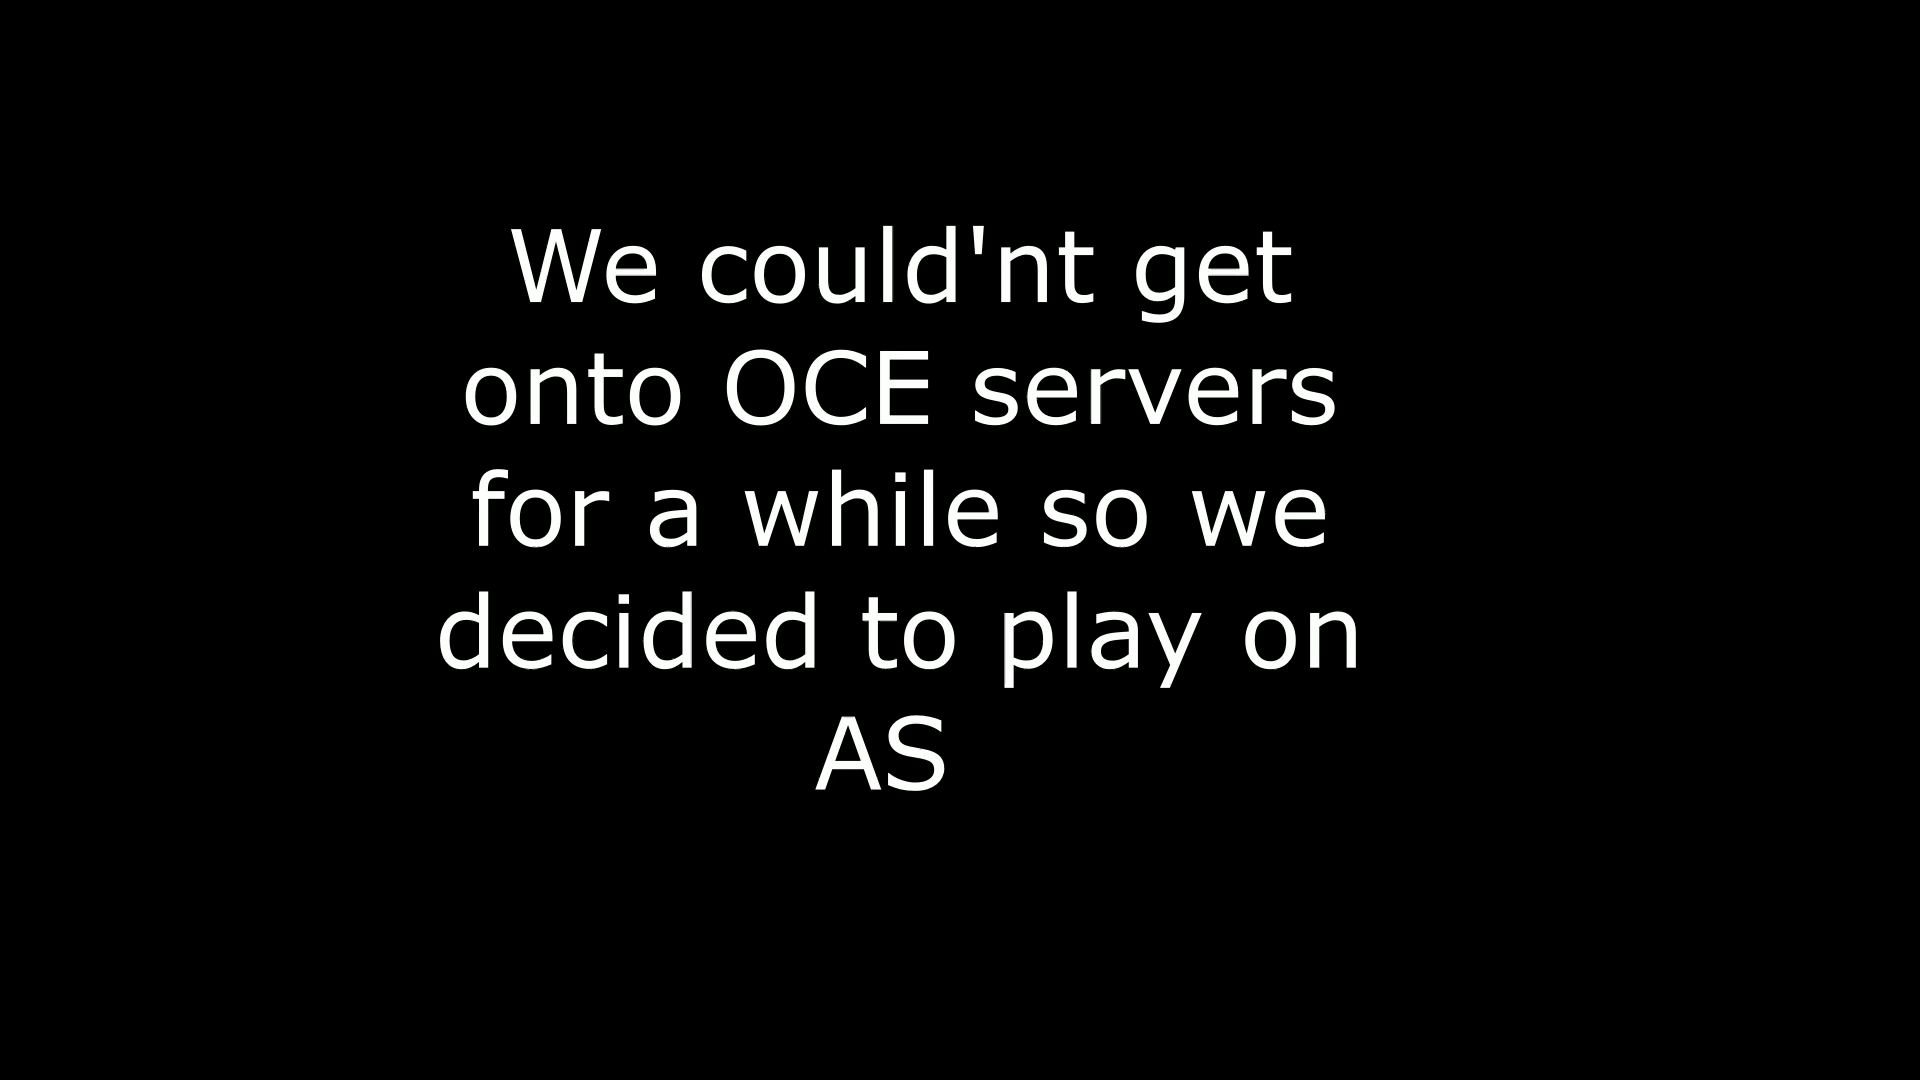 We could'nt get
onto OCE servers
for a while so we
decided to play on
AS